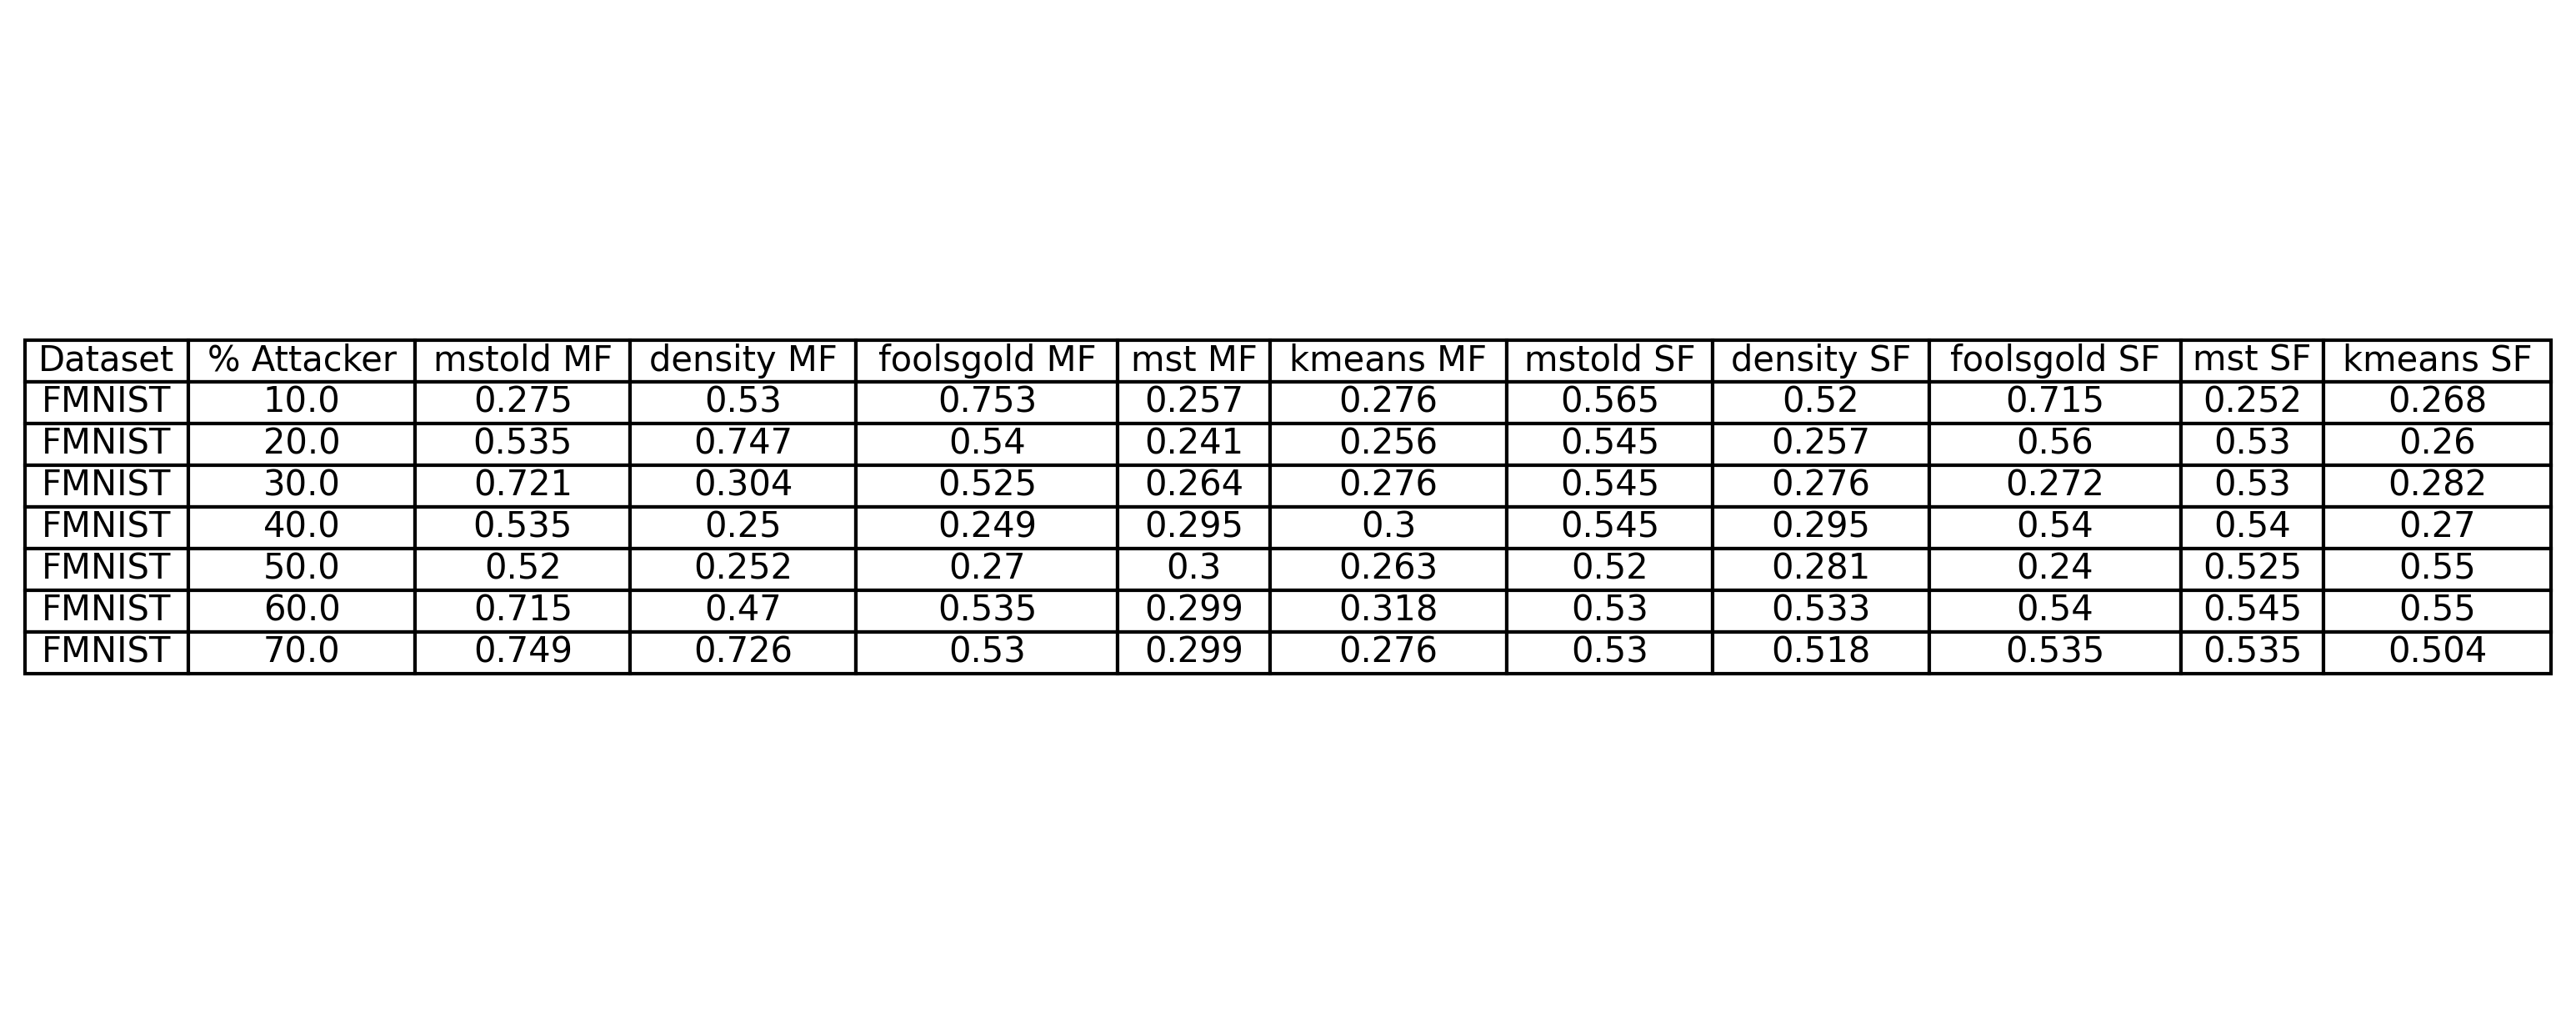 Dataset % Attacker mstold MF density MF foolsgold MF mst MF kmeans MF mstold SF density SF foolsgold SF mst SF kmeans SF
FMNIST 10.0 0.275 0.53 0.753 0.257 0.276 0.565 0.52 0.715 0.252 0.268
FMNIST 20.0 0.535 0.747 0.54 0.241 0.256 0.545 0.257 0.56 0.53 0.26
FMNIST 30.0 0.721 0.304 0.525 0.264 0.276 0.545 0.276 0.272 0.53 0.282
FMNIST 40.0 0.535 0.25 0.249 0.295 0.3 0.545 0.295 0.54 0.54 0.27
FMNIST 50.0 0.52 0.252 0.27 0.3 0.263 0.52 0.281 0.24 0.525 0.55
FMNIST 60.0 0.715 0.47 0.535 0.299 0.318 0.53 0.533 0.54 0.545 0.55
FMNIST 70.0 0.749 0.726 0.53 0.299 0.276 0.53 0.518 0.535 0.535 0.504